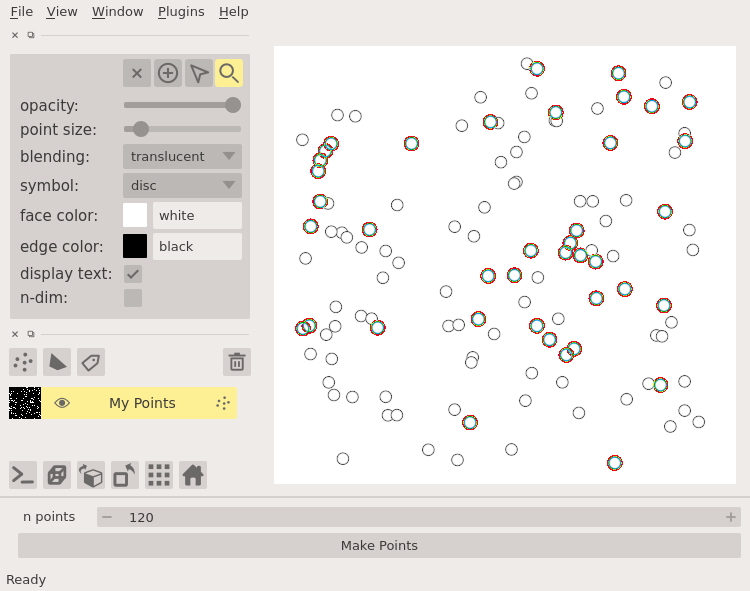 File View Window Plugins Help
opacity:
point size:
blending: translucent
symbol: disc
face color: white
edge color: black
display text:
n-dim:
My Points
n points 120
Make Points
Ready